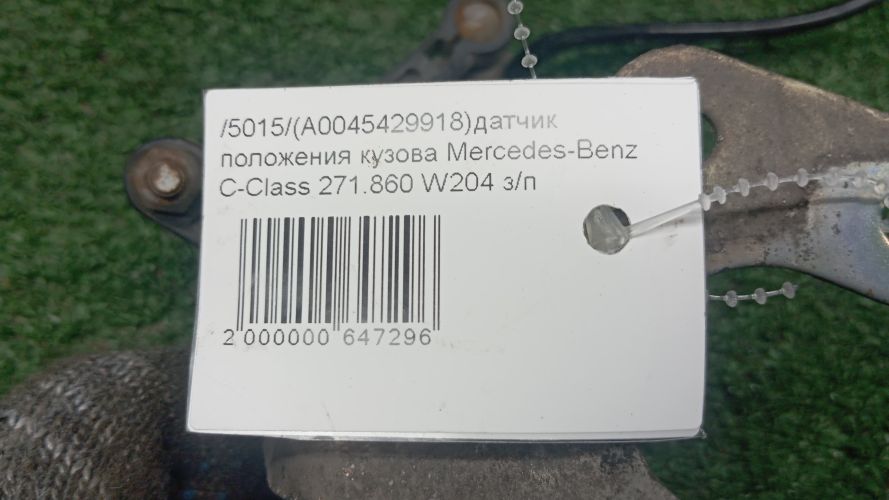 /5015/(A0045429918)датчик
положения кузова Mercedes-Benz
C-Class 271.860 W204 з/п
2 000000 647296